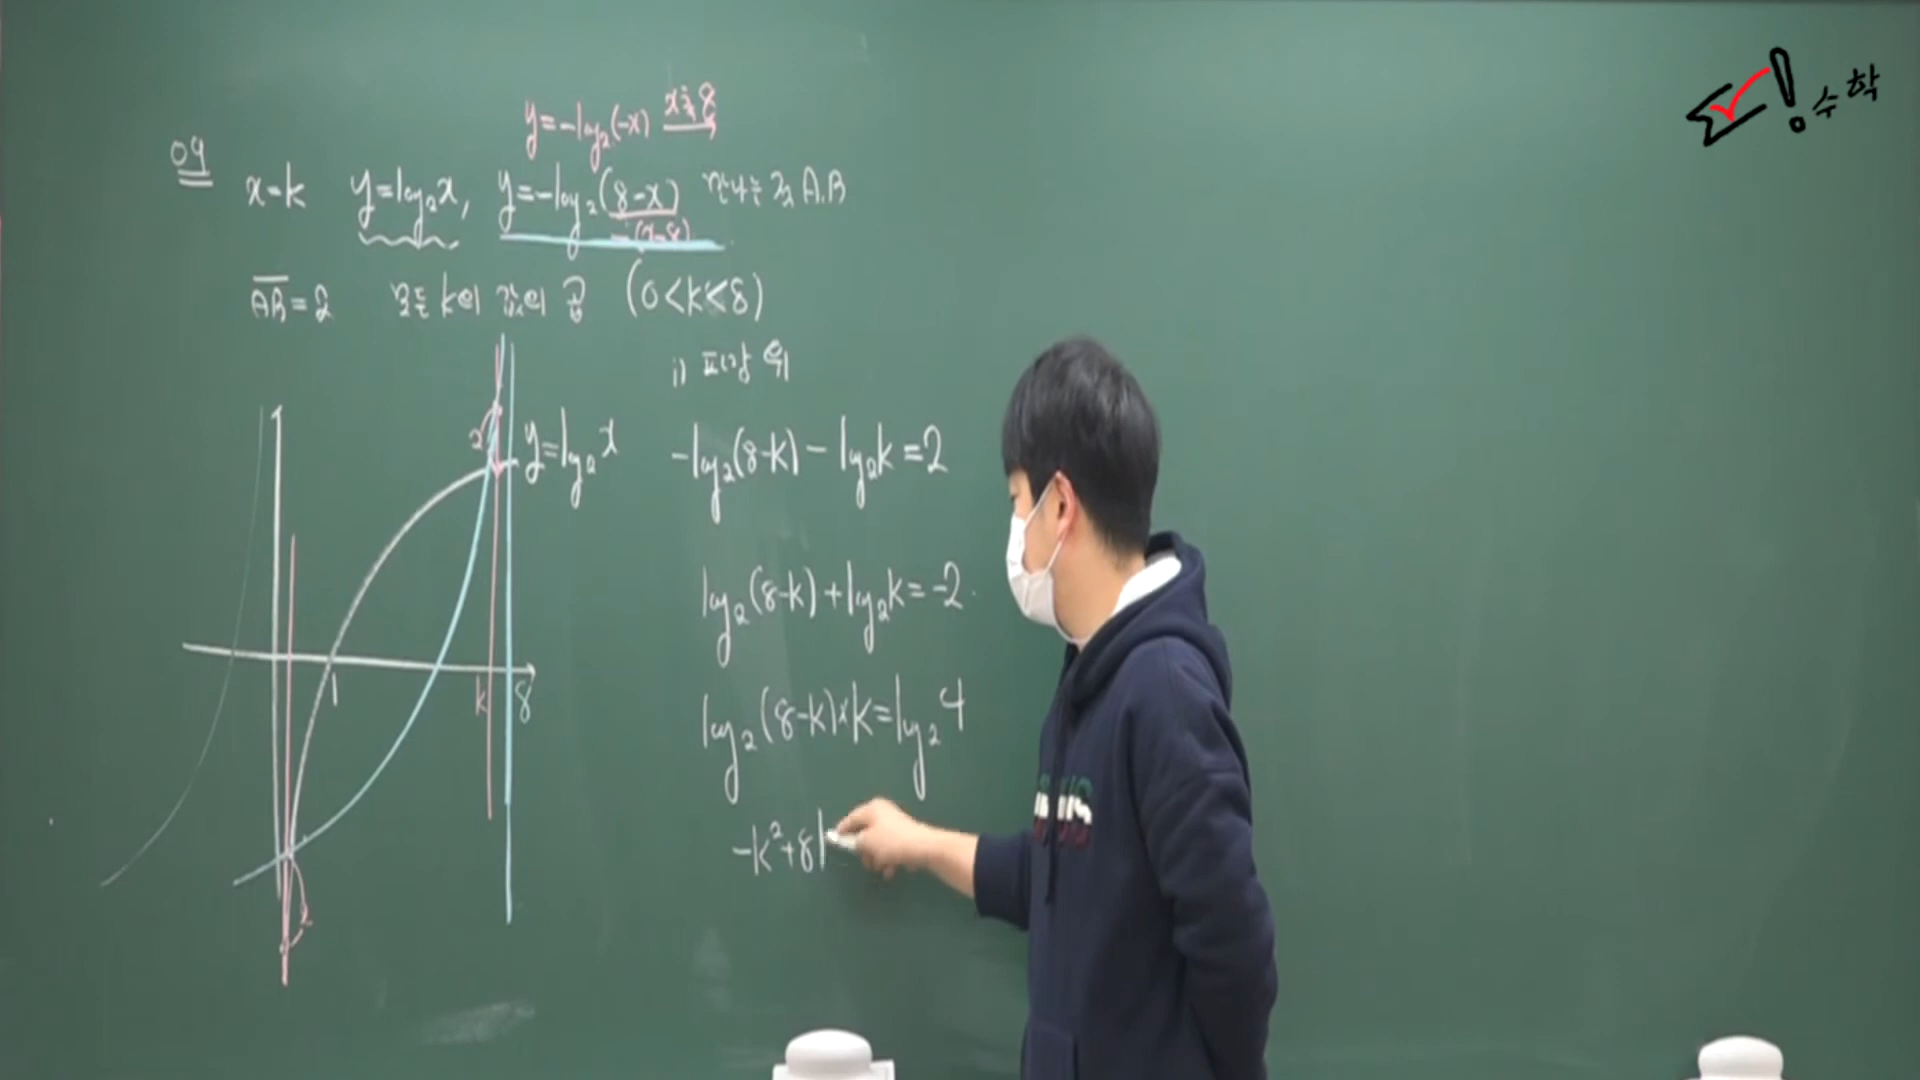 수학
y=-log₂(-x) x축 8
09
x=k y=log₂x, y=-log₂(8-x) 만나는 점 A.B
-(x-8)
AB=2 모든 k의 값의 곱 (0<k<8)
i) 파랑 위
2
y=log₂x
-log₂(8-k)-log₂k=2
log₂(8-k)+log₂k=-2
1
k
8
log₂(8-k)×k=log₂4
-k²+8k